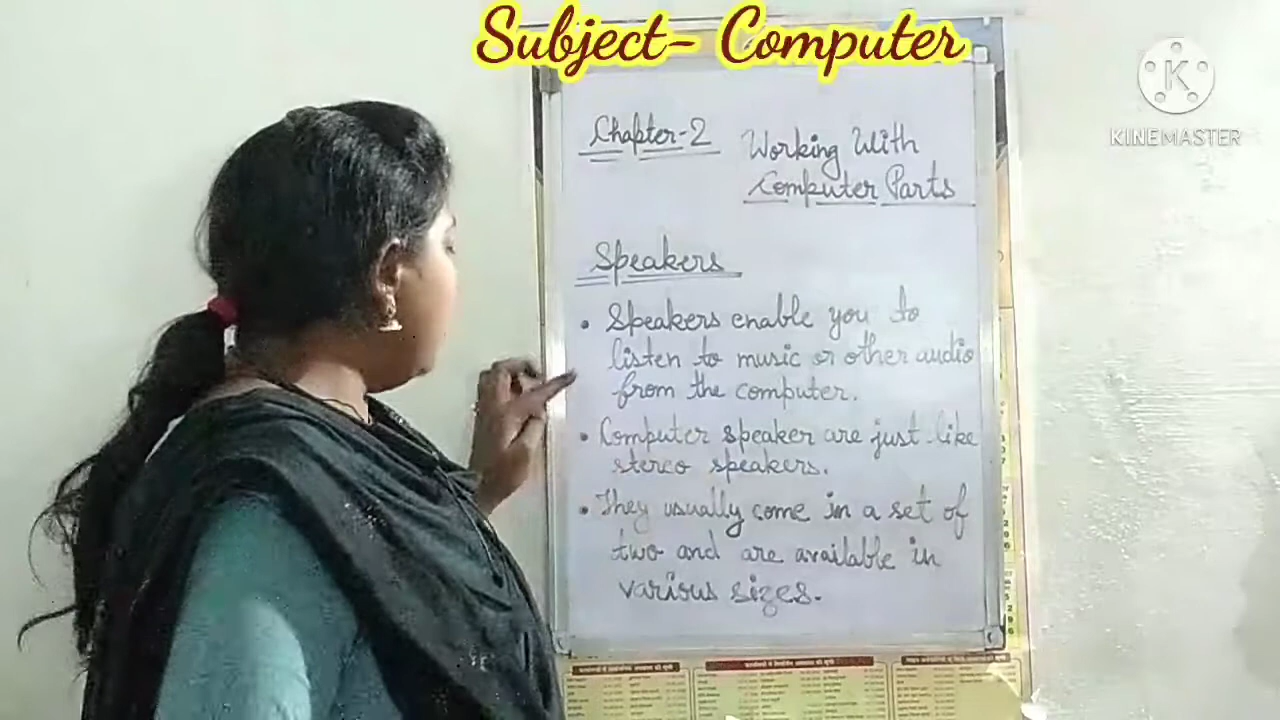 Subject- Computer
KINEMASTER
Chapter-2
Working With
Computer Parts
Speakers
• Speakers enable you to
listen to music or other audio
from the computer.
• Computer speaker are just like
stereo speakers.
• They usually come in a set of
two and are available in
various sizes.